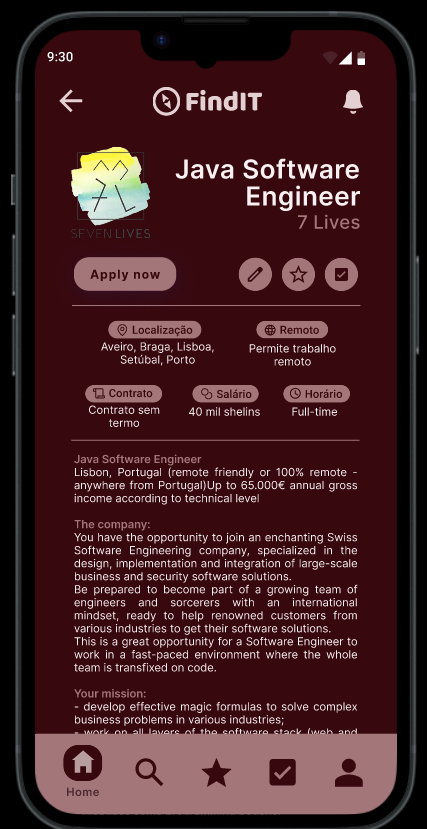 9:30
FindIT
Java Software
Engineer
7 Lives
SEVEN LIVES
Apply now
Localização
Aveiro, Braga, Lisboa,
Setúbal, Porto
Remoto
Permite trabalho
remoto
Contrato
Contrato sem
termo
Salário
40 mil shelins
Horário
Full-time
Java Software Engineer
Lisbon, Portugal (remote friendly or 100% remote -
anywhere from Portugal)Up to 65.000€ annual gross
income according to technical level
The company:
You have the opportunity to join an enchanting Swiss
Software Engineering company, specialized in the
design, implementation and integration of large-scale
business and security software solutions.
Be prepared to become part of a growing team of
engineers and sorcerers with an international
mindset, ready to help renowned customers from
various industries to get their software solutions.
This is a great opportunity for a Software Engineer to
work in a fast-paced environment where the whole
team is transfixed on code.
Your mission:
- develop effective magic formulas to solve complex
business problems in various industries;
- work on all layers of the software stack (web and
Home